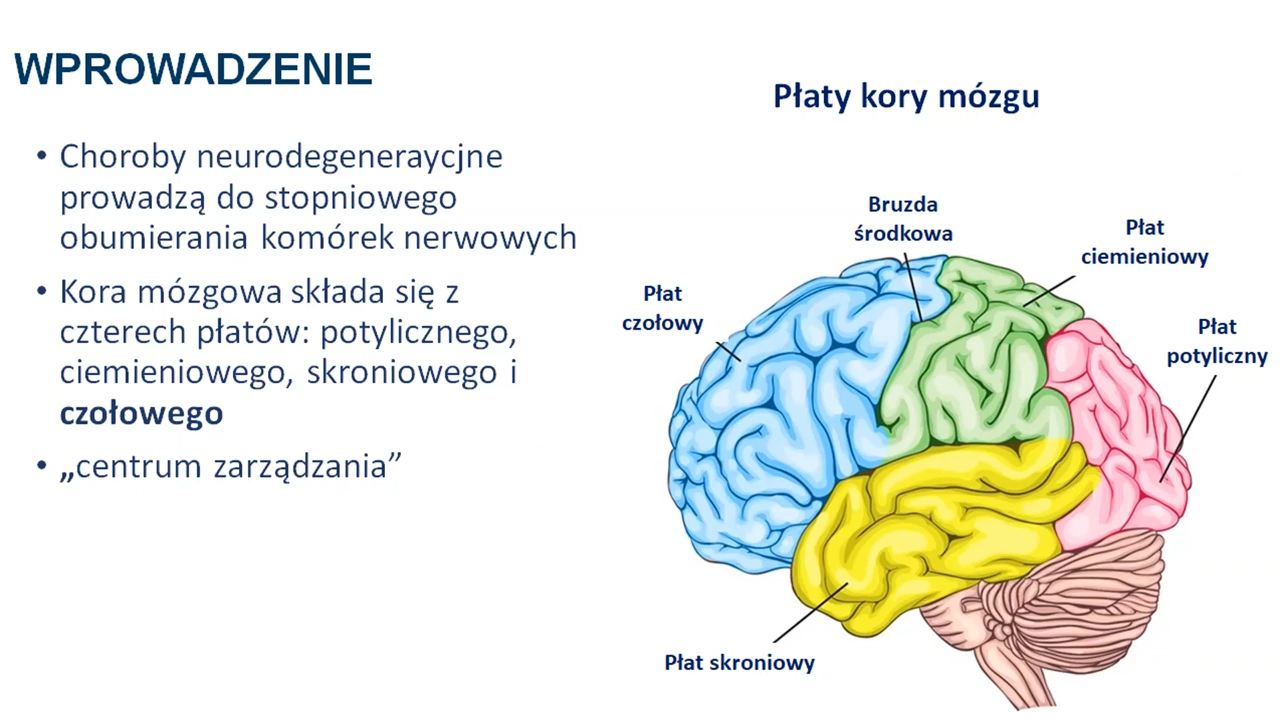 WPROWADZENIE
• Choroby neurodegeneraycjne
prowadzą do stopniowego
obumierania komórek nerwowych
• Kora mózgowa składa się z
czterech płatów: potylicznego,
ciemieniowego, skroniowego i
czołowego
• „centrum zarządzania”
Płaty kory mózgu
Bruzda
środkowa
Płat
ciemieniowy
Płat
czołowy
Płat
potyliczny
Płat skroniowy